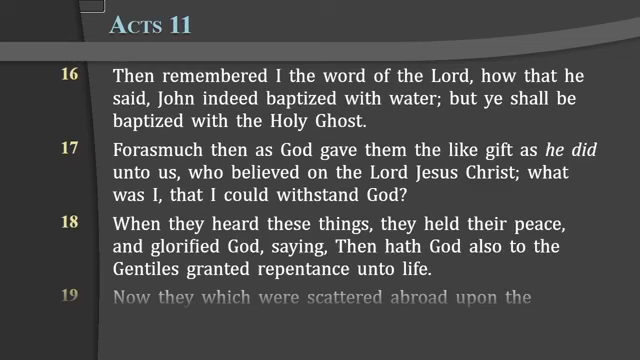 Acts 11
16 Then remembered I the word of the Lord, how that he
said, John indeed baptized with water; but ye shall be
baptized with the Holy Ghost.
17 Forasmuch then as God gave them the like gift as he did
unto us, who believed on the Lord Jesus Christ; what
was I, that I could withstand God?
18 When they heard these things, they held their peace,
and glorified God, saying, Then hath God also to the
Gentiles granted repentance unto life.
19 Now they which were scattered abroad upon the